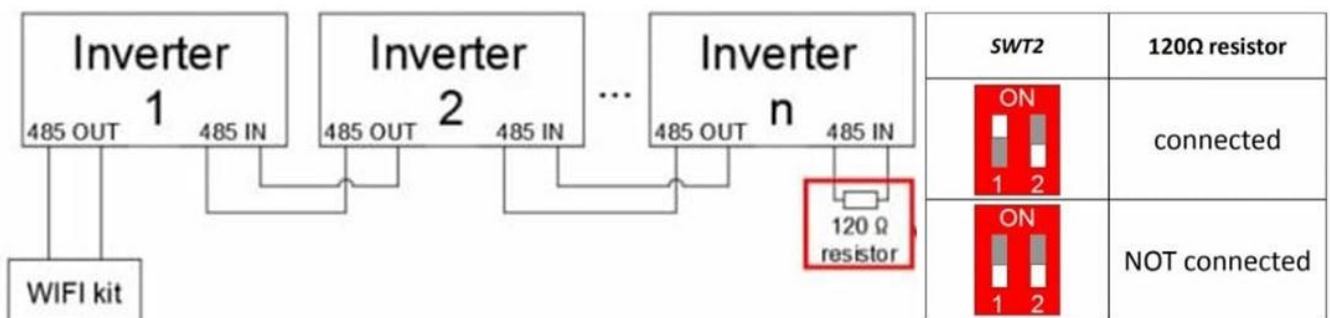 Inverter
1
485 OUT 485 IN
Inverter
2
485 OUT 485 IN
...
Inverter
n
485 OUT 485 IN
120 Ω
resistor
WIFI kit
SWT2 120Ω resistor
ON
1 2
connected
ON
1 2
NOT connected